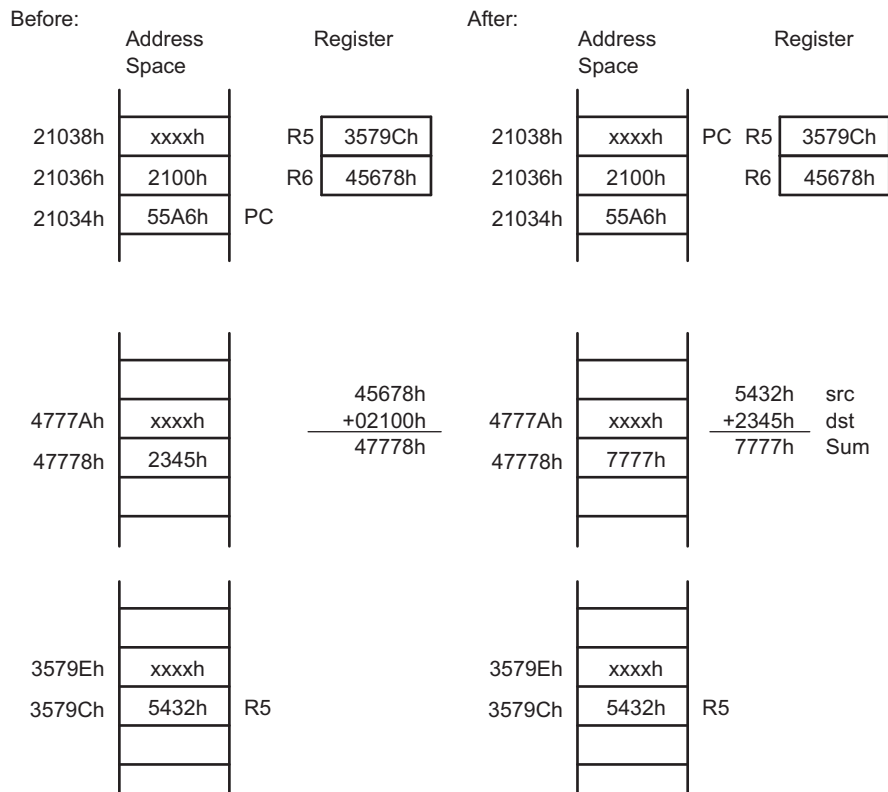 Before: After:
Address Space Register Address Space Register
21038h xxxxh R5 3579Ch 21038h xxxxh PC R5 3579Ch
21036h 2100h R6 45678h 21036h 2100h R6 45678h
21034h 55A6h PC 21034h 55A6h
45678h 5432h src
4777Ah xxxxh +02100h 4777Ah xxxxh +2345h dst
47778h 2345h 47778h 47778h 7777h 7777h Sum
3579Eh xxxxh 3579Eh xxxxh
3579Ch 5432h R5 3579Ch 5432h R5